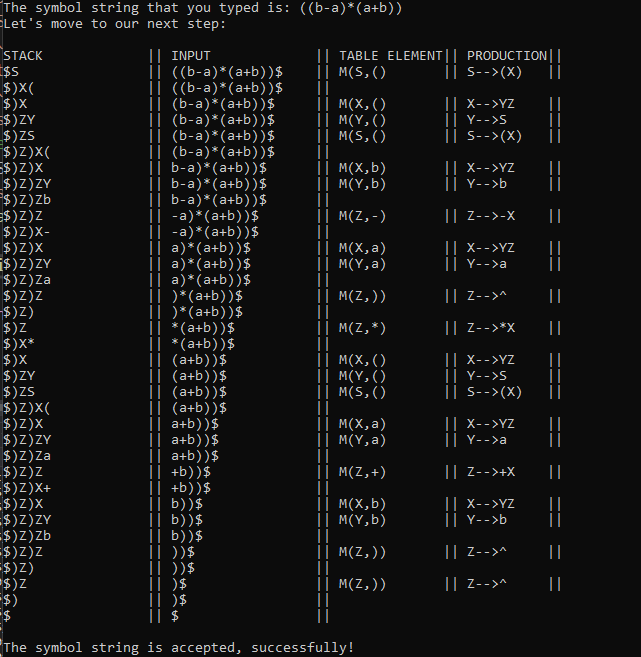 The symbol string that you typed is: ((b-a)*(a+b))
Let's move to our next step:
STACK || INPUT || TABLE ELEMENT|| PRODUCTION||
$S || ((b-a)*(a+b))$ || M(S,() || S-->(X) ||
$)X( || ((b-a)*(a+b))$ ||
$)X || (b-a)*(a+b))$ || M(X,() || X-->YZ ||
$)ZY || (b-a)*(a+b))$ || M(Y,() || Y-->S ||
$)ZS || (b-a)*(a+b))$ || M(S,() || S-->(X) ||
$)Z)X( || (b-a)*(a+b))$ ||
$)Z)X || b-a)*(a+b))$ || M(X,b) || X-->YZ ||
$)Z)ZY || b-a)*(a+b))$ || M(Y,b) || Y-->b ||
$)Z)Zb || b-a)*(a+b))$ ||
$)Z)Z || -a)*(a+b))$ || M(Z,-) || Z-->-X ||
$)Z)X- || -a)*(a+b))$ ||
$)Z)X || a)*(a+b))$ || M(X,a) || X-->YZ ||
$)Z)ZY || a)*(a+b))$ || M(Y,a) || Y-->a ||
$)Z)Za || a)*(a+b))$ ||
$)Z)Z || )*(a+b))$ || M(Z,)) || Z-->^ ||
$)Z) || )*(a+b))$ ||
$)Z || *(a+b))$ || M(Z,*) || Z-->*X ||
$)X* || *(a+b))$ ||
$)X || (a+b))$ || M(X,() || X-->YZ ||
$)ZY || (a+b))$ || M(Y,() || Y-->S ||
$)ZS || (a+b))$ || M(S,() || S-->(X) ||
$)Z)X( || (a+b))$ ||
$)Z)X || a+b))$ || M(X,a) || X-->YZ ||
$)Z)ZY || a+b))$ || M(Y,a) || Y-->a ||
$)Z)Za || a+b))$ ||
$)Z)Z || +b))$ || M(Z,+) || Z-->+X ||
$)Z)X+ || +b))$ ||
$)Z)X || b))$ || M(X,b) || X-->YZ ||
$)Z)ZY || b))$ || M(Y,b) || Y-->b ||
$)Z)Zb || b))$ ||
$)Z)Z || ))$ || M(Z,)) || Z-->^ ||
$)Z) || ))$ ||
$)Z || )$ || M(Z,)) || Z-->^ ||
$) || )$ ||
$ || $ ||
The symbol string is accepted, successfully!